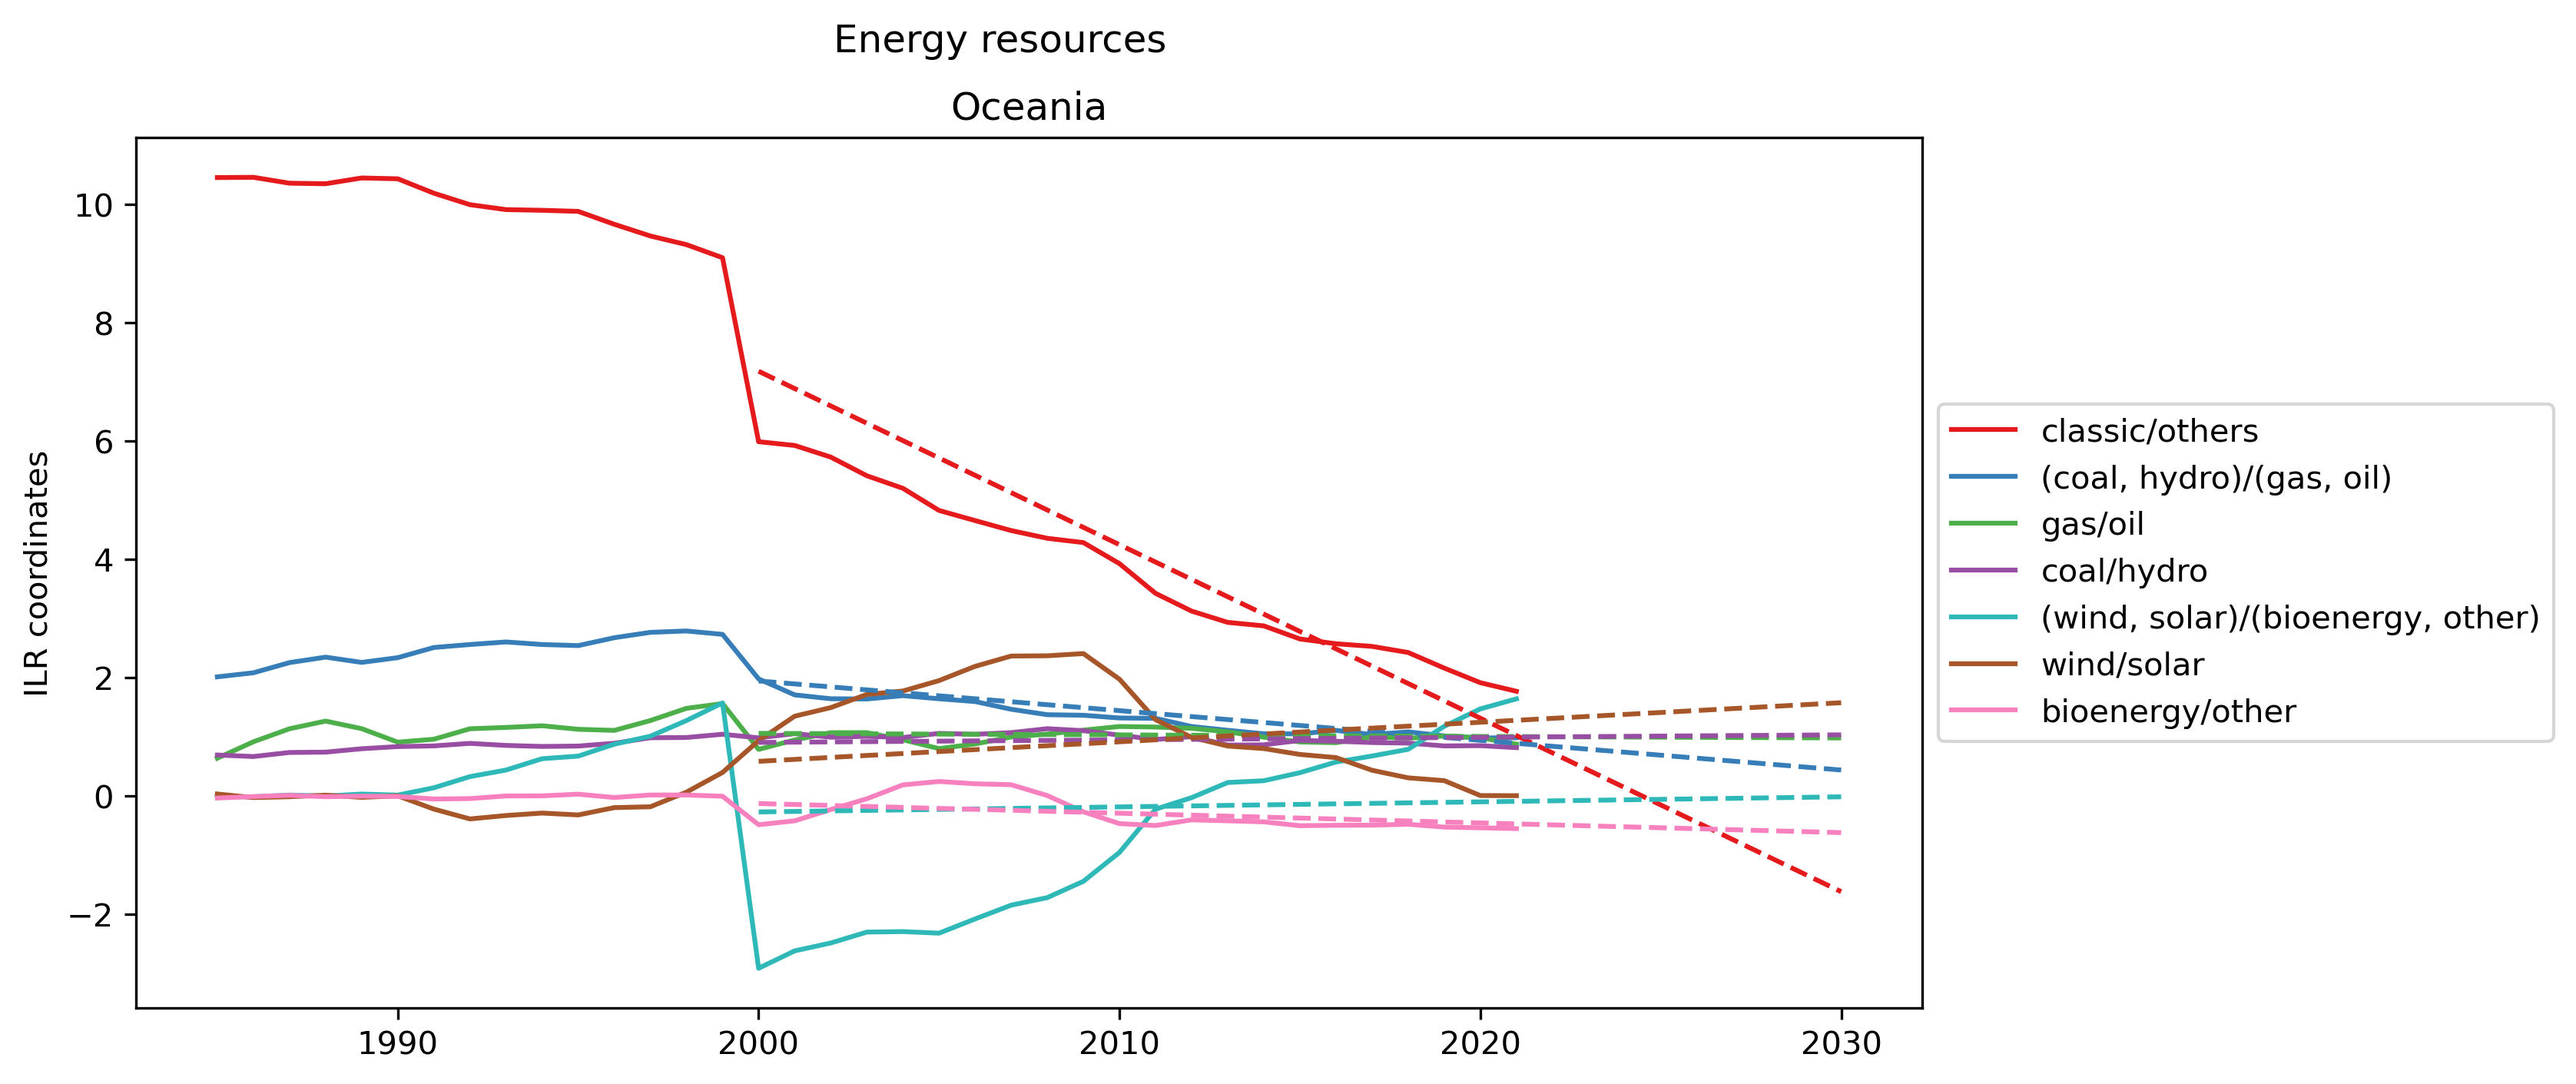 Energy resources
Oceania
ILR coordinates
10
8
6
4
2
0
−2
1990
2000
2010
2020
2030
classic/others
(coal, hydro)/(gas, oil)
gas/oil
coal/hydro
(wind, solar)/(bioenergy, other)
wind/solar
bioenergy/other